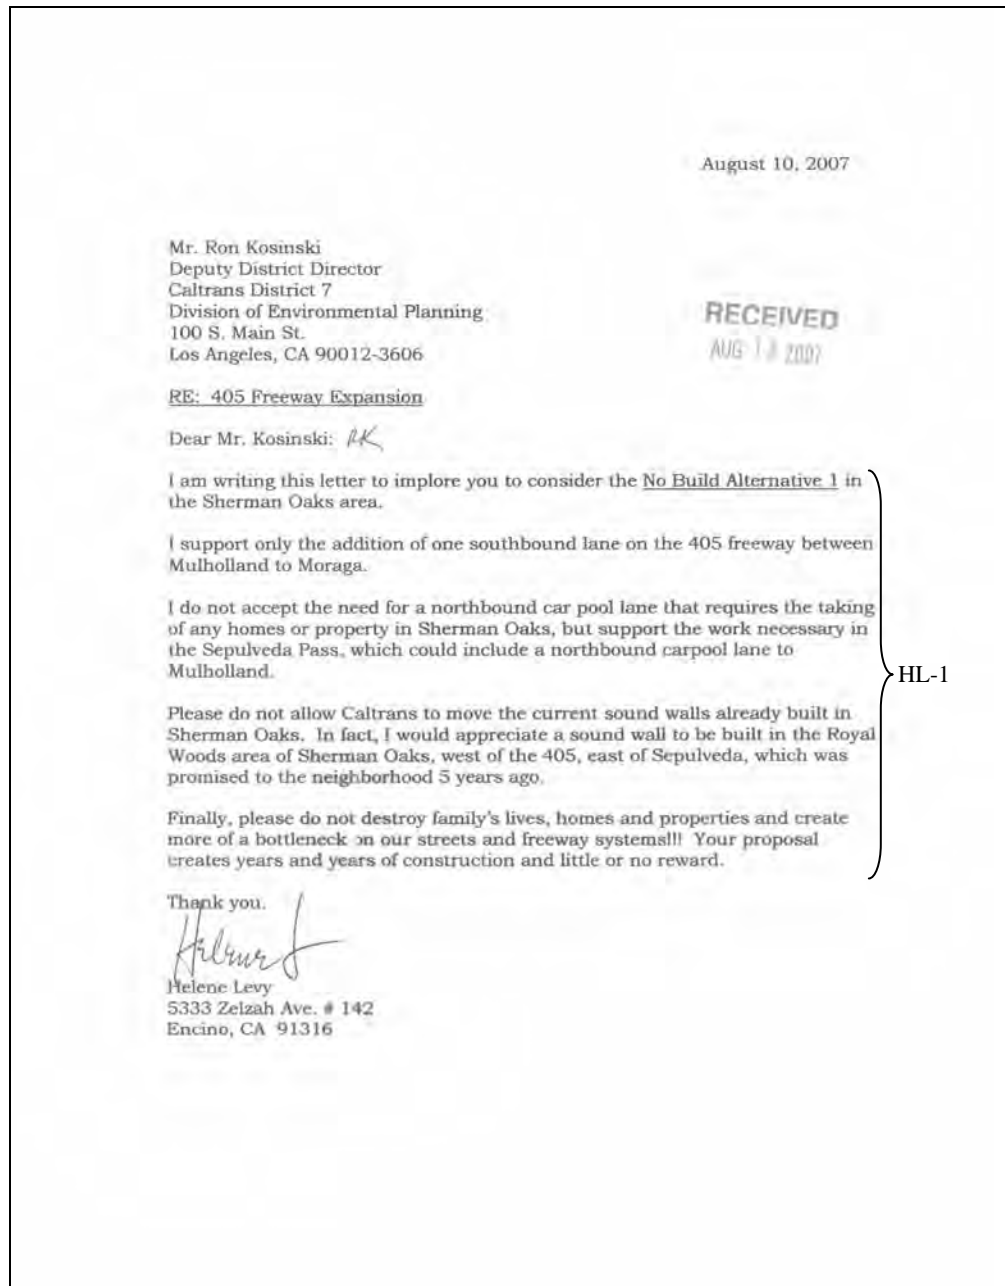 August 10, 2007
Mr. Ron Kosinski
Deputy District Director
Caltrans District 7
Division of Environmental Planning
100 S. Main St.
Los Angeles, CA 90012-3606
RECEIVED
AUG 2007
RE: 405 Freeway Expansion
Dear Mr. Kosinski: RK
I am writing this letter to implore you to consider the No Build Alternative 1 in
the Sherman Oaks area.
I support only the addition of one southbound lane on the 405 freeway between
Mulholland to Moraga.
I do not accept the need for a northbound car pool lane that requires the taking
of any homes or property in Sherman Oaks, but support the work necessary in
the Sepulveda Pass, which could include a northbound carpool lane to
Mulholland.
HL-1
Please do not allow Caltrans to move the current sound walls already built in
Sherman Oaks. In fact, I would appreciate a sound wall to be built in the Royal
Woods area of Sherman Oaks, west of the 405, east of Sepulveda, which was
promised to the neighborhood 5 years ago.
Finally, please do not destroy family's lives, homes and properties and create
more of a bottleneck on our streets and freeway systems!!! Your proposal
creates years and years of construction and little or no reward.
Thank you.
Helene L
Helene Levy
5333 Zelzah Ave. # 142
Encino, CA 91316